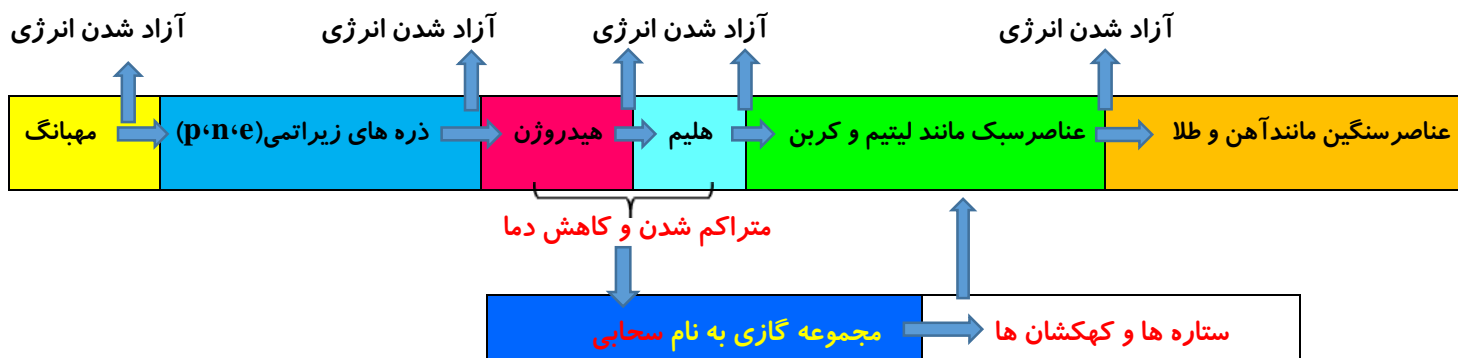 آزاد شدن انرژی
آزاد شدن انرژی
آزاد شدن انرژی
آزاد شدن انرژی
آزاد شدن انرژی
مهبانگ
ذره های زیراتمی(p،n،e)
هیدروژن
هلیم
عناصرسبک مانند لیتیم و کربن
عناصرسنگین مانندآهن و طلا
متراکم شدن و کاهش دما
مجموعه گازی به نام سحابی
ستاره ها و کهکشان ها